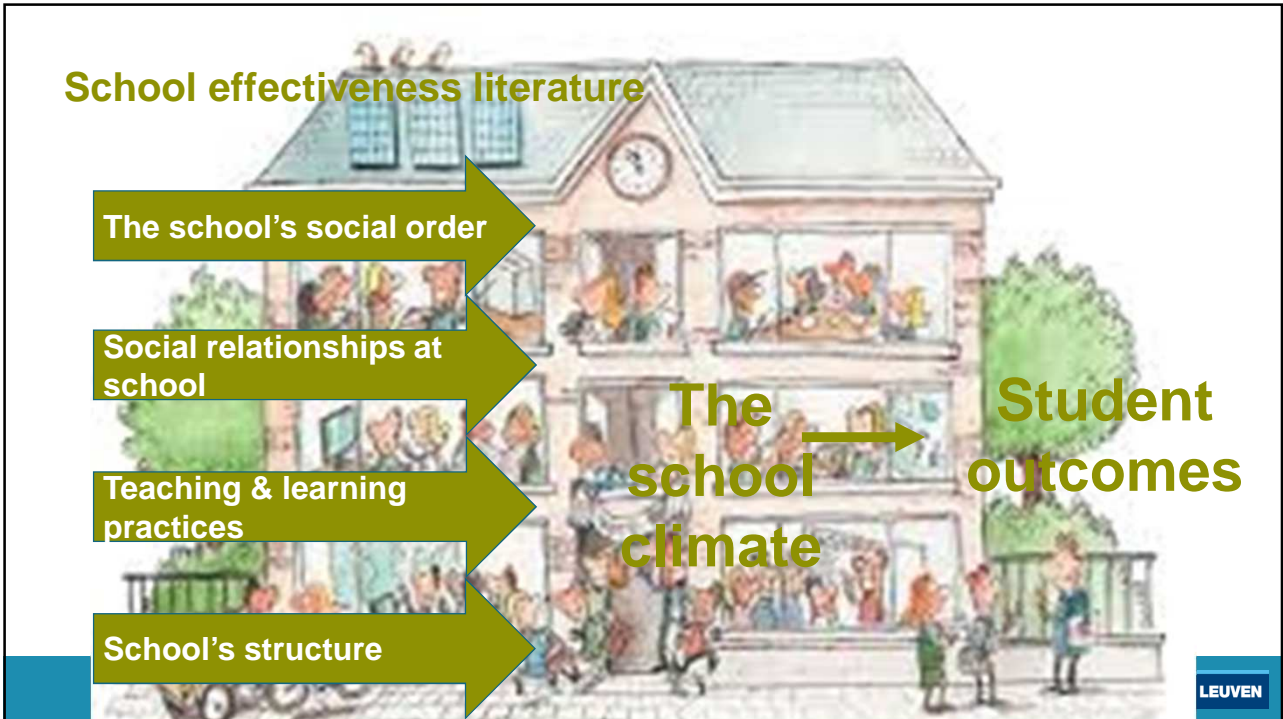 School effectiveness literature
The school’s social order
Social relationships at
school
Teaching & learning
practices
School’s structure
The
school
climate
Student
outcomes
LEUVEN